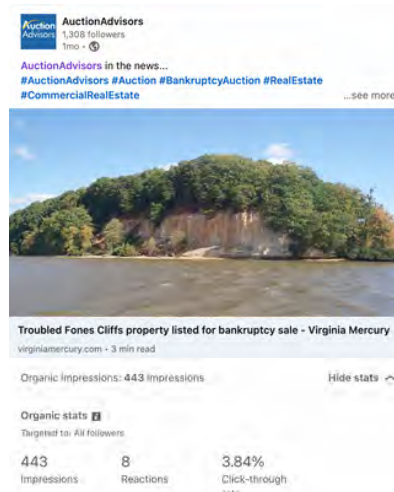 Auction
Advisors
AuctionAdvisors
1,308 followers
1mo •
AuctionAdvisors in the news...
#AuctionAdvisors #Auction #BankruptcyAuction #RealEstate
#CommercialRealEstate ...see more
Troubled Fones Cliffs property listed for bankruptcy sale - Virginia Mercury
virginiamercury.com • 3 min read
Organic impressions: 443 Impressions Hide stats
Organic stats
Targeted to: All followers
443 8 3.84%
Impressions Reactions Click-through